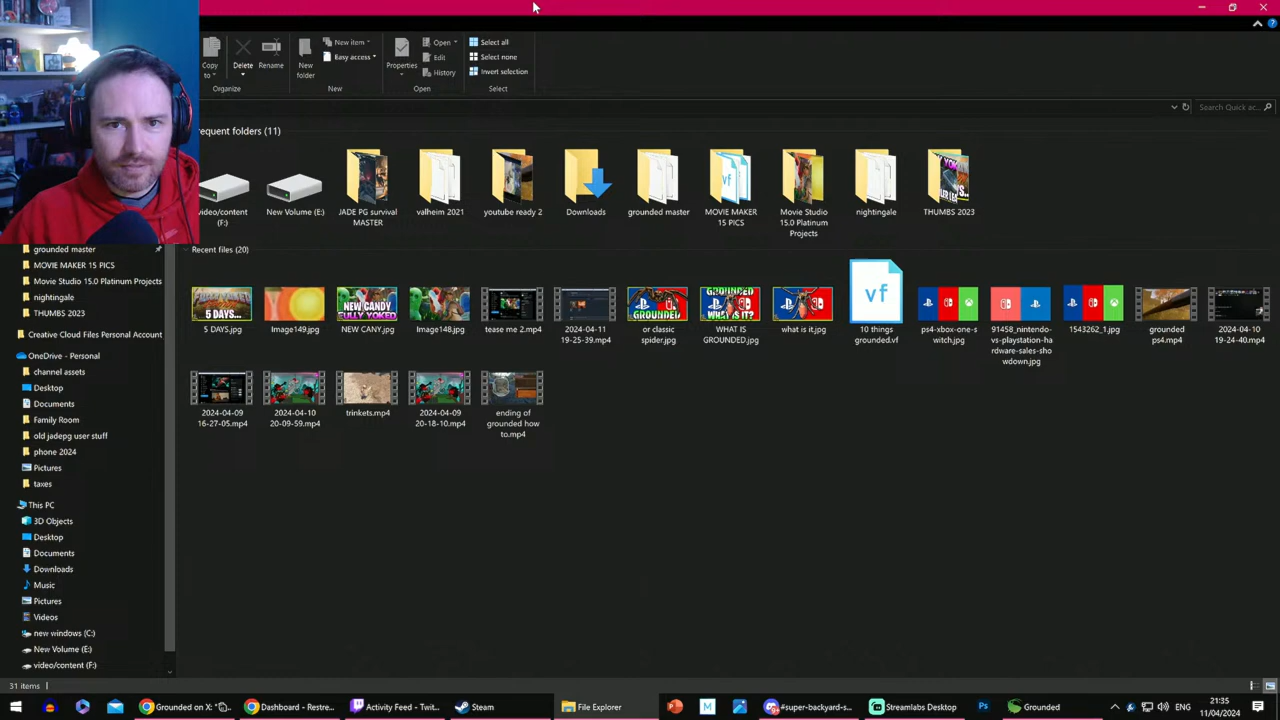 Copy
to
Delete
Rename
New
folder
New item
Easy access
Properties
Open
Edit
History
Select all
Select none
Invert selection
Organize
New
Open
Select
Search Quick ac...
requent folders (11)
video/content
(F:)
New Volume (E:)
JADE PG survival
MASTER
valheim 2021
youtube ready 2
Downloads
grounded master
MOVIE MAKER
15 PICS
Movie Studio
15.0 Platinum
Projects
nightingale
THUMBS 2023
grounded master
MOVIE MAKER 15 PICS
Movie Studio 15.0 Platinum Projects
nightingale
THUMBS 2023
Creative Cloud Files Personal Account
OneDrive - Personal
channel assets
Desktop
Documents
Family Room
old jadepg user stuff
phone 2024
Pictures
taxes
This PC
3D Objects
Desktop
Documents
Downloads
Music
Pictures
Videos
new windows (C:)
New Volume (E:)
video/content (F:)
Recent files (20)
5 DAYS...
NEW CANDY
FULLY YOKED
GROUNDED
GROUNDED
WHAT IS IT?
vf
vf
5 DAYS.jpg
Image149.jpg
NEW CANY.jpg
Image148.jpg
tease me 2.mp4
2024-04-11
19-25-39.mp4
or classic
spider.jpg
WHAT IS
GROUNDED.jpg
what is it.jpg
10 things
grounded.vf
ps4-xbox-one-s
witch.jpg
91458_nintendo-
vs-playstation-ha
rdware-sales-sho
wdown.jpg
1543262_1.jpg
grounded
ps4.mp4
2024-04-10
19-24-40.mp4
2024-04-09
16-27-05.mp4
2024-04-10
20-09-59.mp4
trinkets.mp4
2024-04-09
20-18-10.mp4
ending of
grounded how
to.mp4
31 items
Grounded on X: "
Dashboard - Restre...
Activity Feed - Twit...
Steam
File Explorer
#super-backyard-s...
Streamlabs Desktop
Ps
Grounded
ENG
21:35
11/04/2024